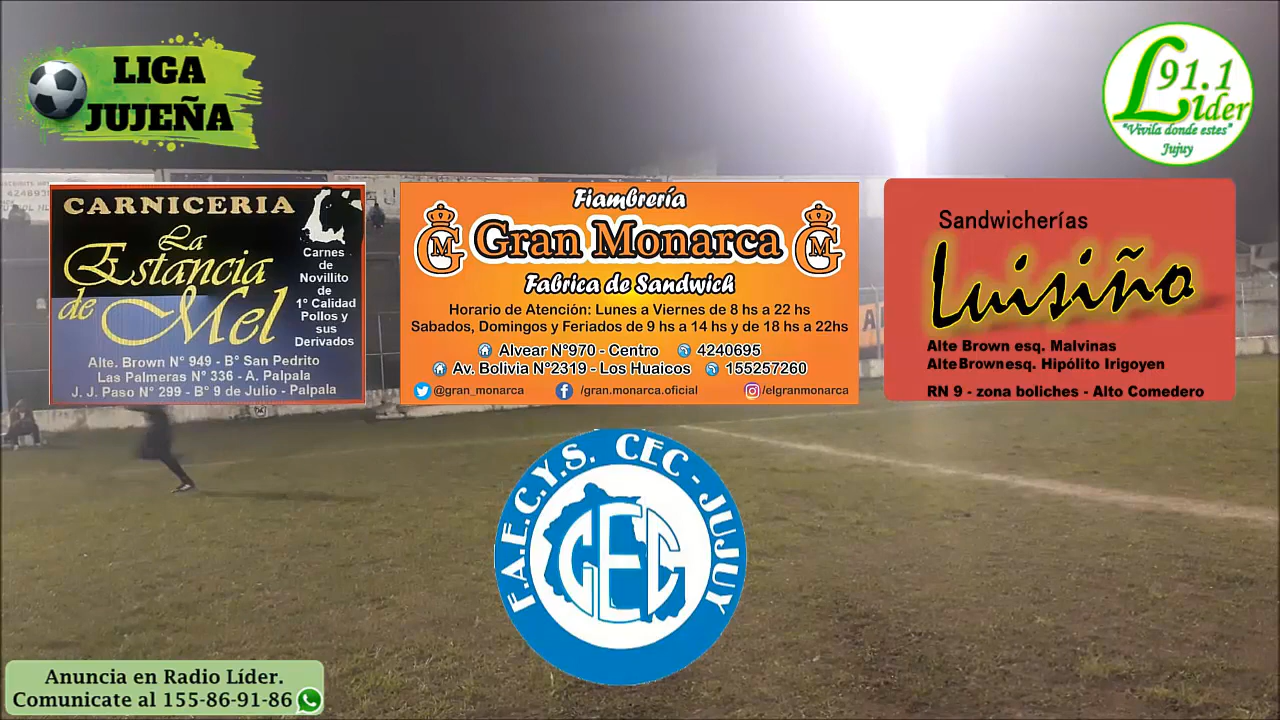 LIGA
JUJEÑA
91.1
Líder
"Vivila donde estes"
Jujuy
CARNICERIA
La
Estancia
de Mel
Carnes
de
Novillito
de
1° Calidad
Pollos y
sus
Derivados
Alte. Brown N° 949 - B° San Pedrito
Las Palmeras N° 336 - A. Palpala
J. J. Paso N° 299 - B° 9 de Julio - Palpala
Fiambrería
GM Gran Monarca GM
Fabrica de Sandwich
Horario de Atención: Lunes a Viernes de 8 hs a 22 hs
Sabados, Domingos y Feriados de 9 hs a 14 hs y de 18 hs a 22hs
Alvear N°970 - Centro 4240695
Av. Bolivia N°2319 - Los Huaicos 155257260
@gran_monarca /gran.monarca.oficial /elgranmonarca
Sandwicherías
Luisiño
Alte Brown esq. Malvinas
Alte Brown esq. Hipólito Irigoyen
RN 9 - zona boliches - Alto Comedero
F.A.E.C.Y.S. CEC - JUJUY
CEC
Anuncia en Radio Líder.
Comunicate al 155-86-91-86